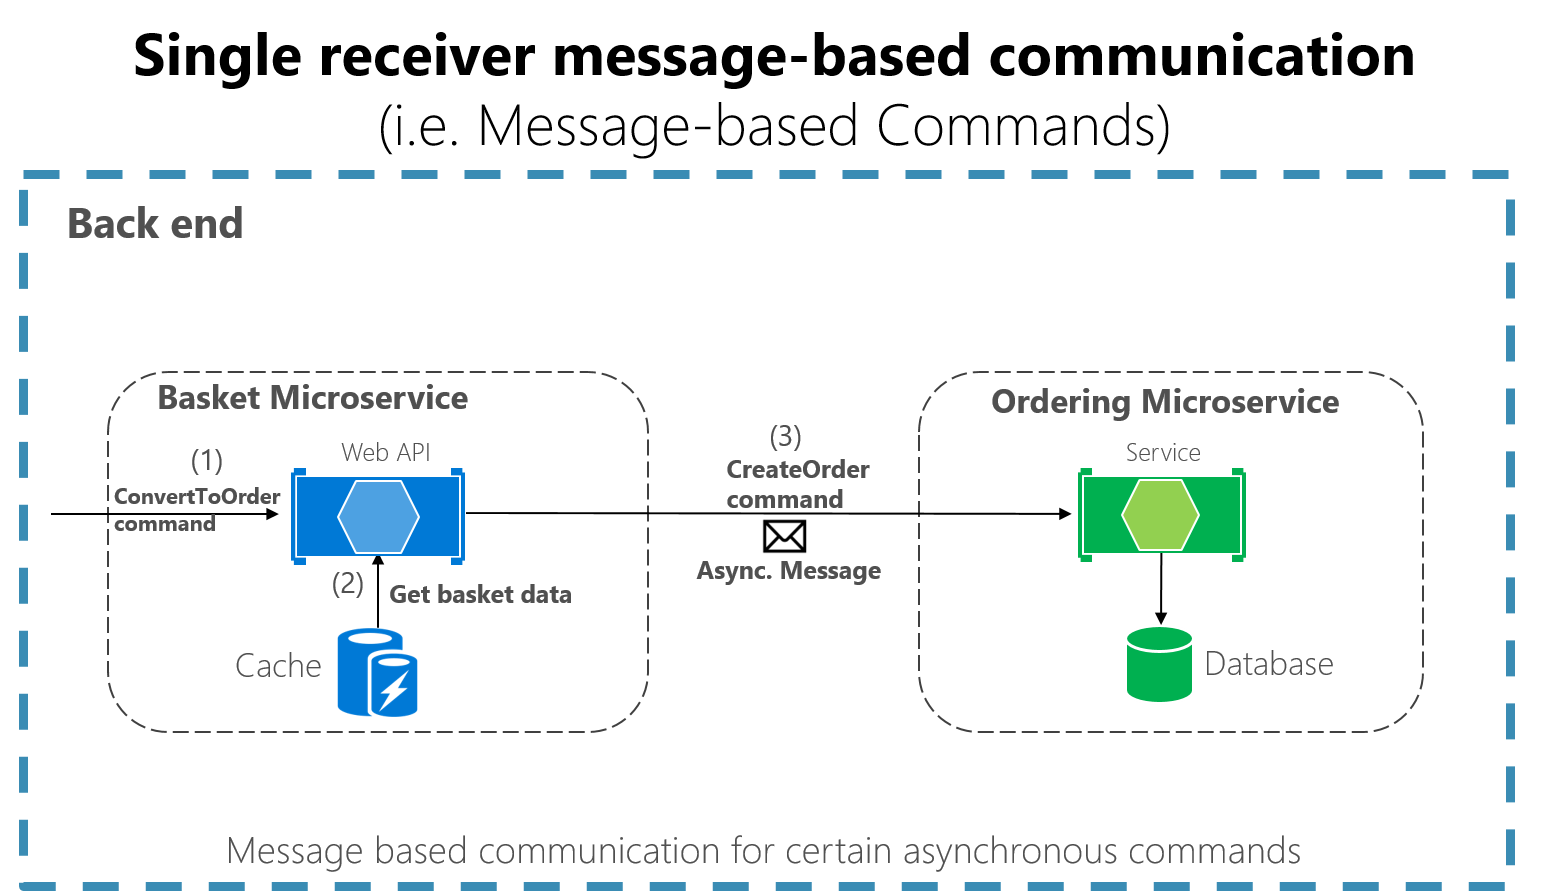 Single receiver message-based communication
(i.e. Message-based Commands)
Back end
Basket Microservice
Web API
(1)
ConvertToOrder
command
(2)
Get basket data
Cache
(3)
CreateOrder
command
Async. Message
Ordering Microservice
Service
Database
Message based communication for certain asynchronous commands